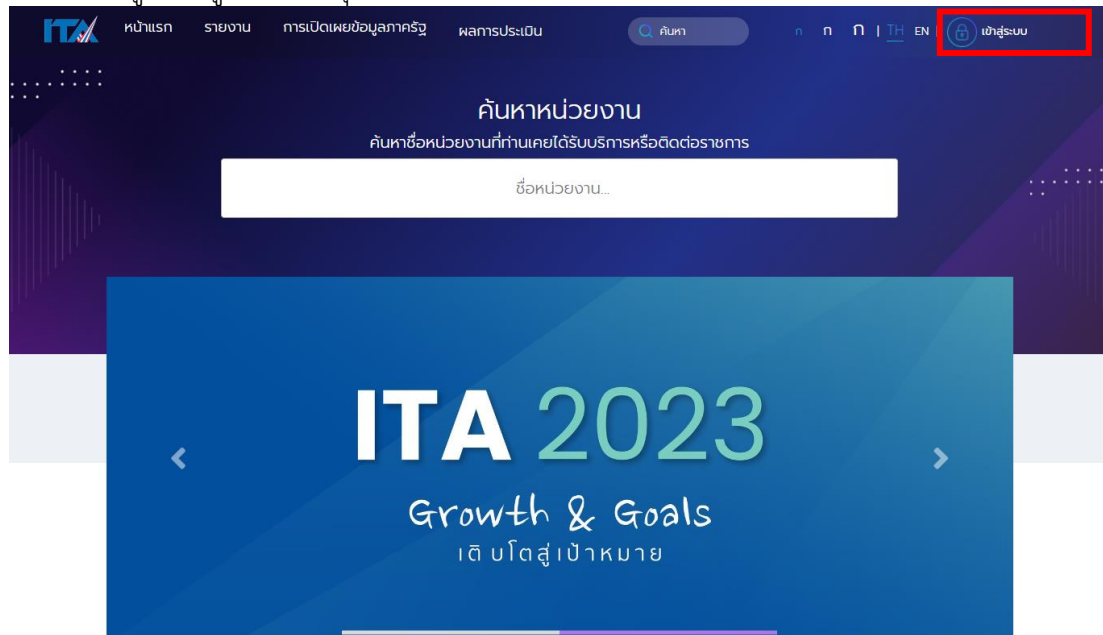 ITA หน้าแรก รายงาน การเปิดเผยข้อมูลภาครัฐ ผลการประเมิน ค้นหา ก ก ก | TH EN | เข้าสู่ระบบ
ค้นหาหน่วยงาน
ค้นหาชื่อหน่วยงานที่ท่านเคยได้รับบริการหรือติดต่อราชการ
ชื่อหน่วยงาน...
ITA 2023
Growth & Goals
เติบโตสู่เป้าหมาย